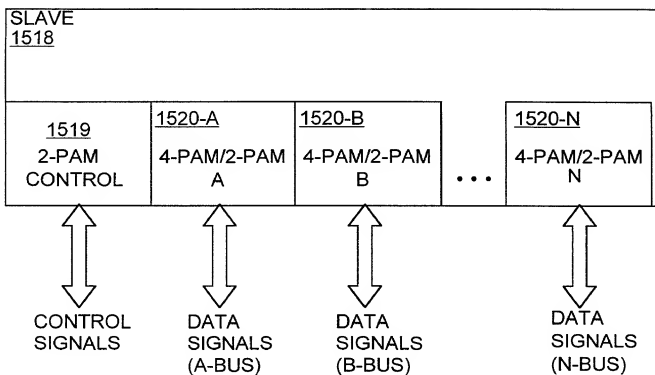 SLAVE
1518
1519
2-PAM
CONTROL
1520-A
4-PAM/2-PAM
A
1520-B
4-PAM/2-PAM
B
• • •
1520-N
4-PAM/2-PAM
N
CONTROL
SIGNALS
DATA
SIGNALS
(A-BUS)
DATA
SIGNALS
(B-BUS)
DATA
SIGNALS
(N-BUS)